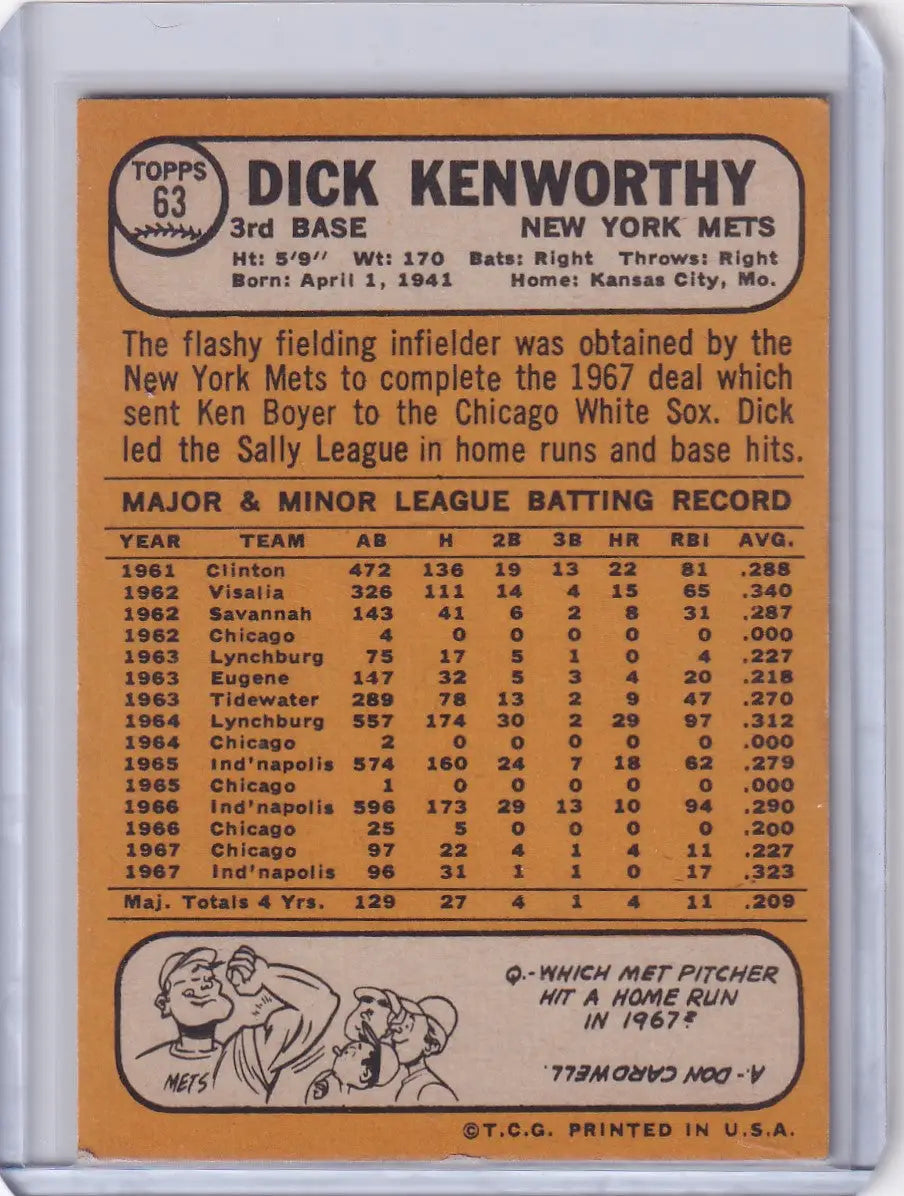 TOPPS
63
DICK KENWORTHY
3rd BASE NEW YORK METS
Ht: 5'9" Wt: 170 Bats: Right Throws: Right
Born: April 1, 1941 Home: Kansas City, Mo.
The flashy fielding infielder was obtained by the
New York Mets to complete the 1967 deal which
sent Ken Boyer to the Chicago White Sox. Dick
led the Sally League in home runs and base hits.
MAJOR & MINOR LEAGUE BATTING RECORD
YEAR TEAM AB H 2B 3B HR RBI AVG.
1961 Clinton 472 136 19 13 22 81 .288
1962 Visalia 326 111 14 4 15 65 .340
1962 Savannah 143 41 6 2 8 31 .287
1962 Chicago 4 0 0 0 0 0 .000
1963 Lynchburg 75 17 5 1 0 4 .227
1963 Eugene 147 32 5 3 4 20 .218
1963 Tidewater 289 78 13 2 9 47 .270
1964 Lynchburg 557 174 30 2 29 97 .312
1964 Chicago 2 0 0 0 0 0 .000
1965 Ind'napolis 574 160 24 7 18 62 .279
1965 Chicago 1 0 0 0 0 0 .000
1966 Ind'napolis 596 173 29 13 10 94 .290
1966 Chicago 25 5 0 0 0 0 .200
1967 Chicago 97 22 4 1 4 11 .227
1967 Ind'napolis 96 31 1 1 0 17 .323
Maj. Totals 4 Yrs. 129 27 4 1 4 11 .209
Q.-WHICH MET PITCHER
HIT A HOME RUN
IN 1967?
A.-DON CARDWELL.
METS
©T.C.G. PRINTED IN U.S.A.